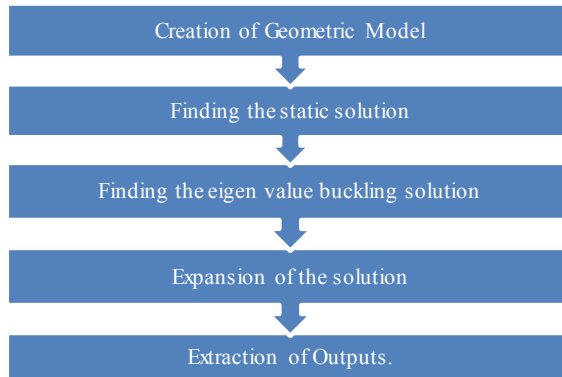 Creation of Geometric Model
Finding the static solution
Finding the eigen value buckling solution
Expansion of the solution
Extraction of Outputs.